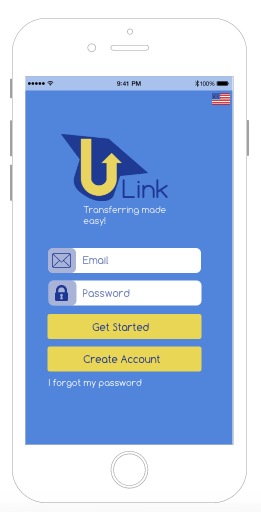 9:41 PM
100%
U
Link
Transferring made
easy!
Email
Password
Get Started
Create Account
I forgot my password